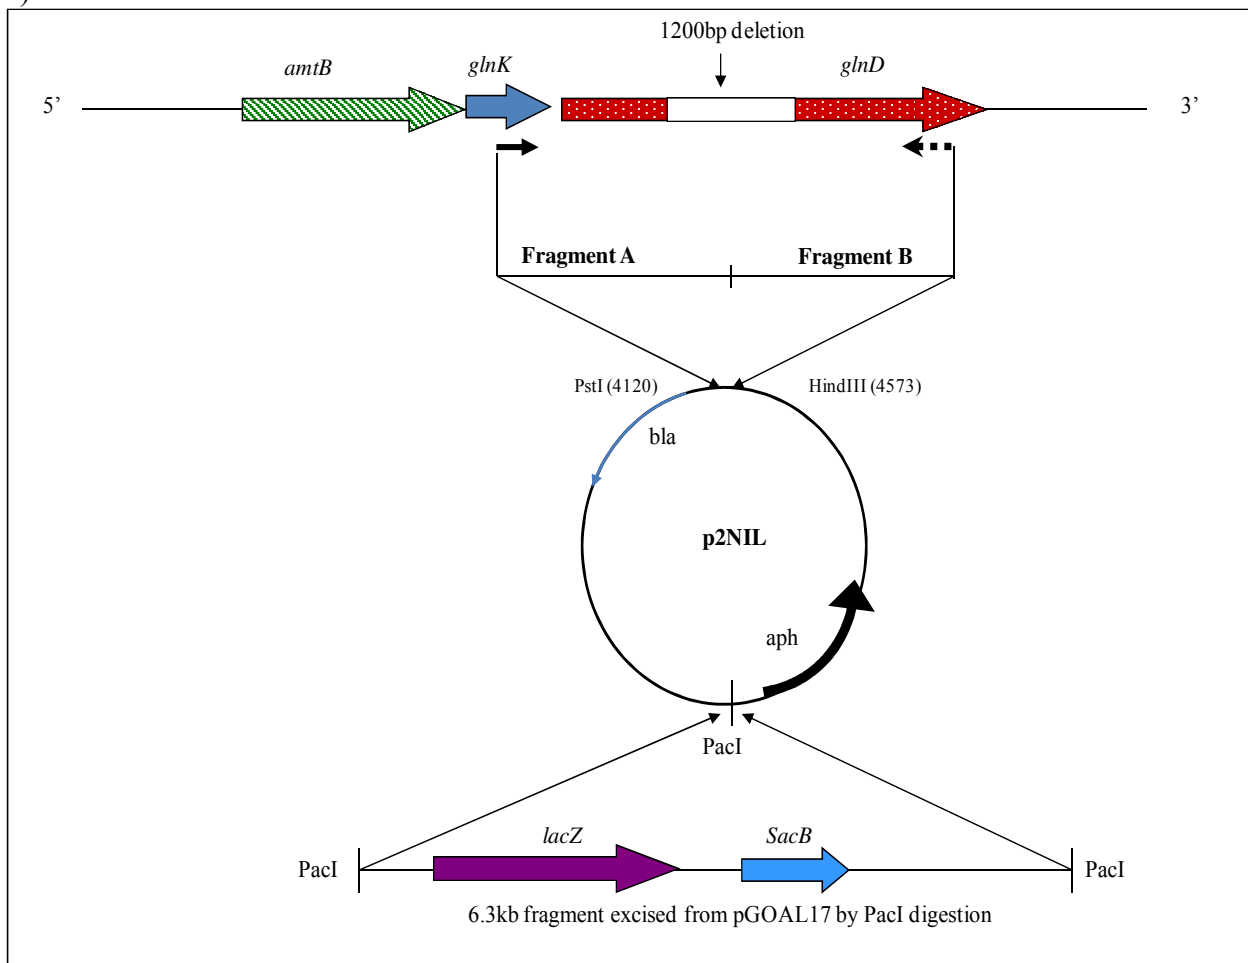 )
1200bp deletion
amtB glnK glnD
5’ 3’
Fragment A Fragment B
PstI (4120) HindIII (4573)
bla
p2NIL
aph
PacI
lacZ SacB
PacI PacI
6.3kb fragment excised from pGOAL17 by PacI digestion